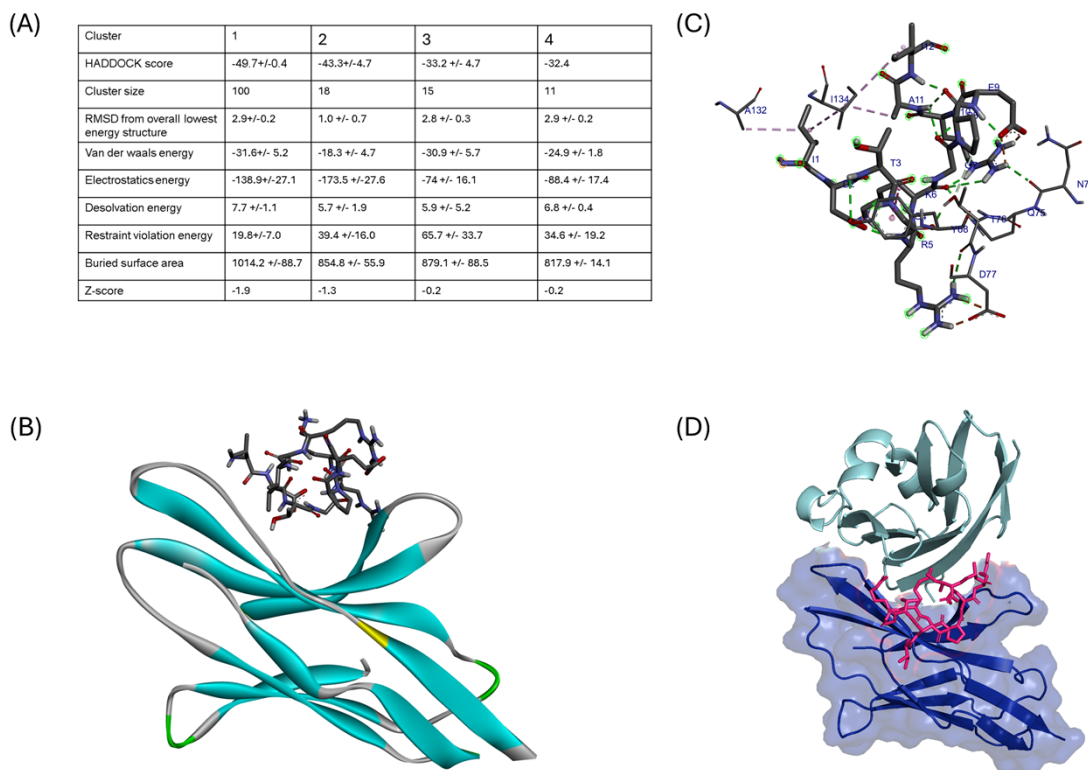 (A)
Cluster 1 2 3 4
HADDOCK score -49.7+/-0.4 -43.3+/-4.7 -33.2 +/- 4.7 -32.4
Cluster size 100 18 15 11
RMSD from overall lowest energy structure 2.9+/-0.2 1.0 +/- 0.7 2.8 +/- 0.3 2.9 +/- 0.2
Van der waals energy -31.6+/- 5.2 -18.3 +/- 4.7 -30.9 +/- 5.7 -24.9 +/- 1.8
Electrostatics energy -138.9+/-27.1 -173.5 +/-27.6 -74 +/- 16.1 -88.4 +/- 17.4
Desolvation energy 7.7 +/-1.1 5.7 +/- 1.9 5.9 +/- 5.2 6.8 +/- 0.4
Restraint violation energy 19.8+/-7.0 39.4 +/-16.0 65.7 +/- 33.7 34.6 +/- 19.2
Buried surface area 1014.2 +/-88.7 854.8 +/- 55.9 879.1 +/- 88.5 817.9 +/- 14.1
Z-score -1.9 -1.3 -0.2 -0.2
(C)
E9
A11
I134
A132
I1
T3
K6
N7
Q75
T76
R5
D77
(B)
(D)